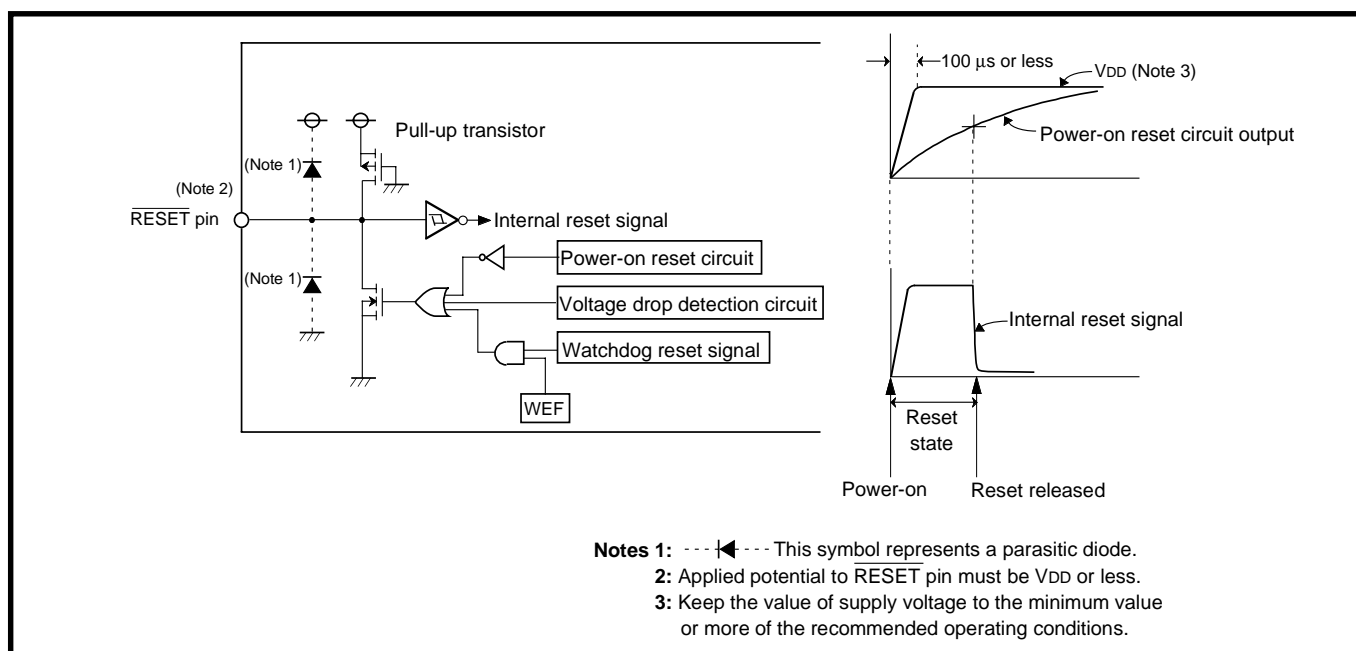 Pull-up transistor
(Note 1)
(Note 2)
RESET pin
Internal reset signal
(Note 1)
Power-on reset circuit
Voltage drop detection circuit
Watchdog reset signal
WEF
100 µs or less
VDD (Note 3)
Power-on reset circuit output
Internal reset signal
Reset
state
Power-on
Reset released
Notes 1: This symbol represents a parasitic diode.
2: Applied potential to RESET pin must be VDD or less.
3: Keep the value of supply voltage to the minimum value
or more of the recommended operating conditions.